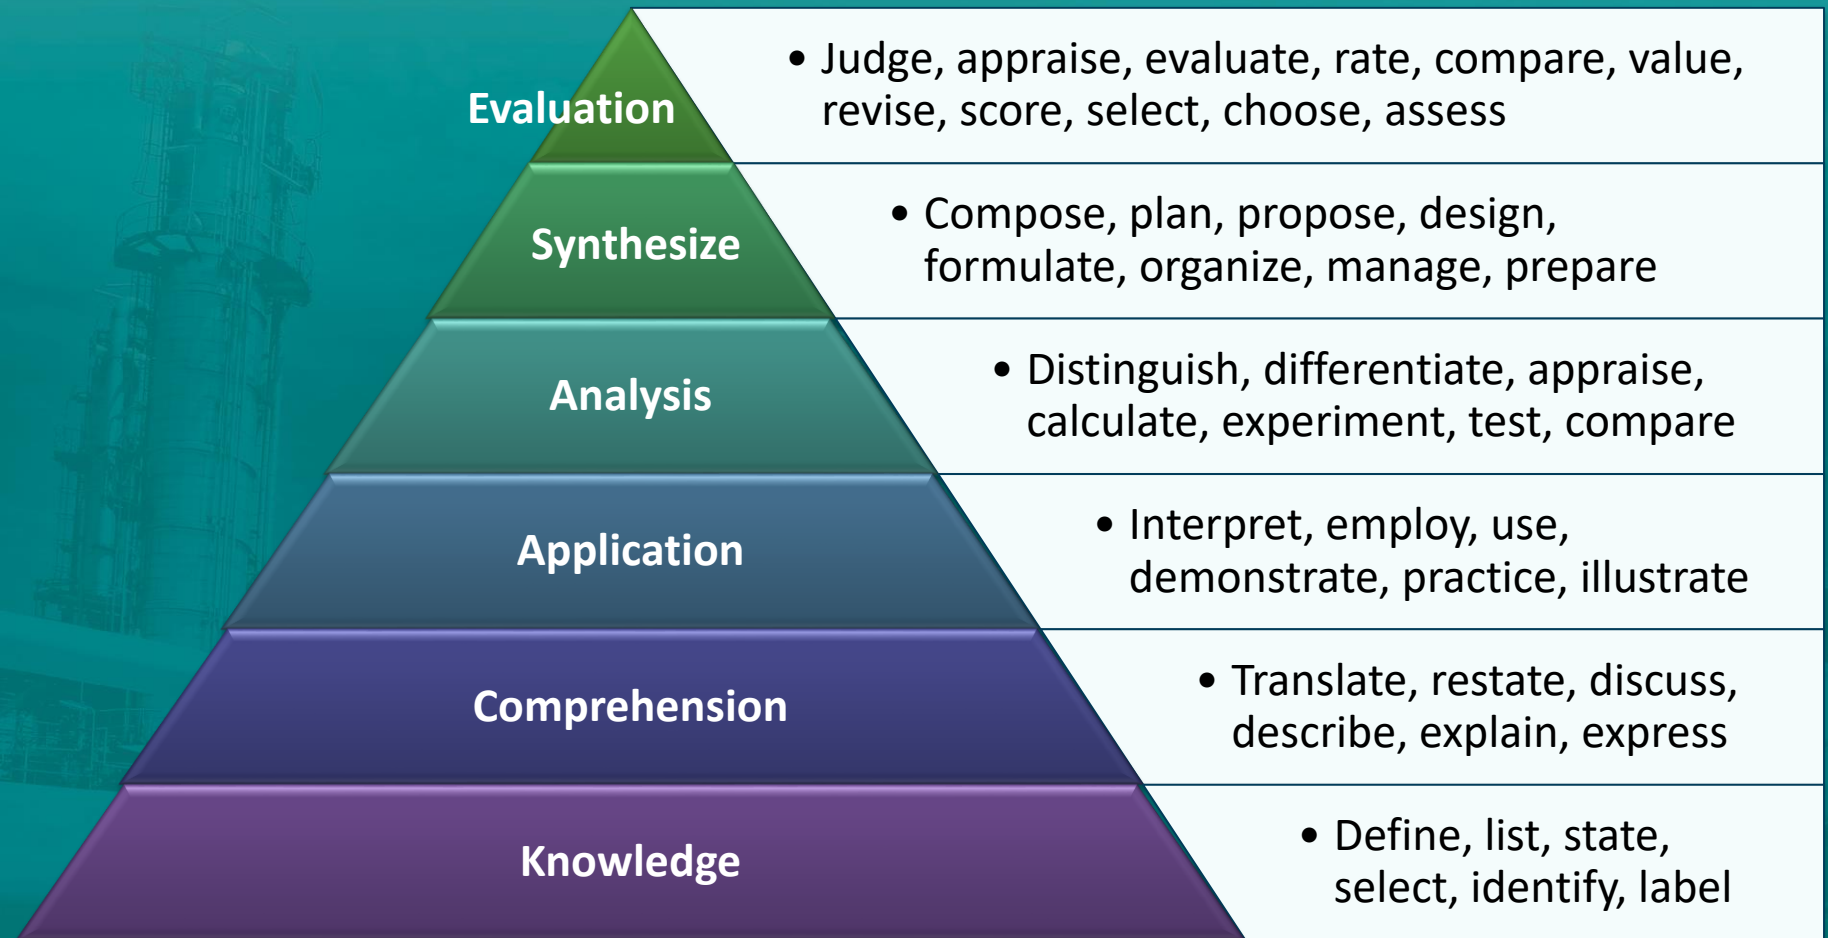 Evaluation
• Judge, appraise, evaluate, rate, compare, value,
revise, score, select, choose, assess
Synthesize
• Compose, plan, propose, design,
formulate, organize, manage, prepare
Analysis
• Distinguish, differentiate, appraise,
calculate, experiment, test, compare
Application
• Interpret, employ, use,
demonstrate, practice, illustrate
Comprehension
• Translate, restate, discuss,
describe, explain, express
Knowledge
• Define, list, state,
select, identify, label